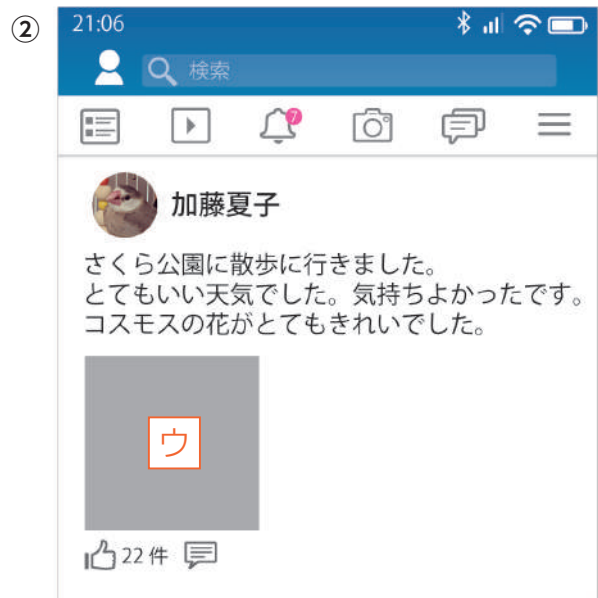 ②
21:06
検索
7
加藤夏子
さくら公園に散歩に行きました。
とてもいい天気でした。気持ちよかったです。
コスモスの花がとてもきれいでした。
ウ
22 件